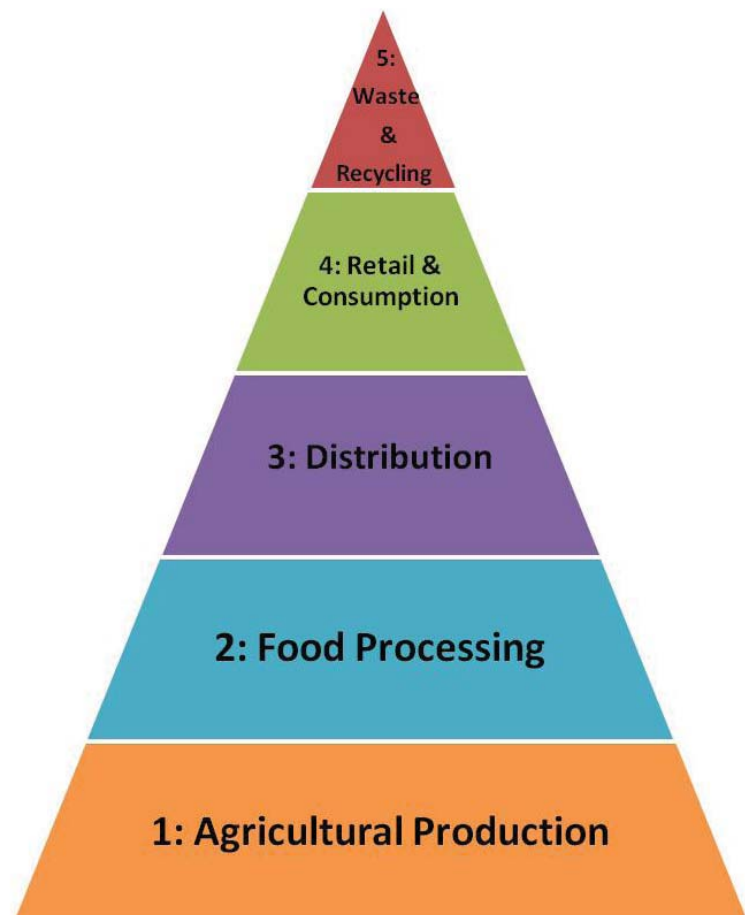 5:
Waste
&
Recycling
4: Retail &
Consumption
3: Distribution
2: Food Processing
1: Agricultural Production